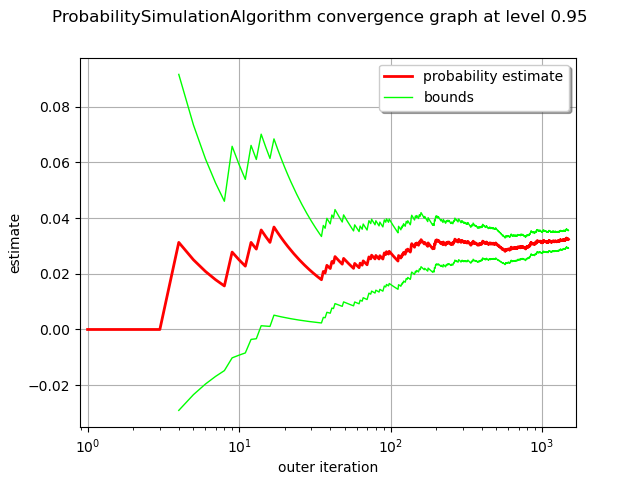 ProbabilitySimulationAlgorithm convergence graph at level 0.95
probability estimate
bounds
0.08
0.06
0.04
0.02
0.00
−0.02
estimate
10⁰
10¹
10²
10³
outer iteration